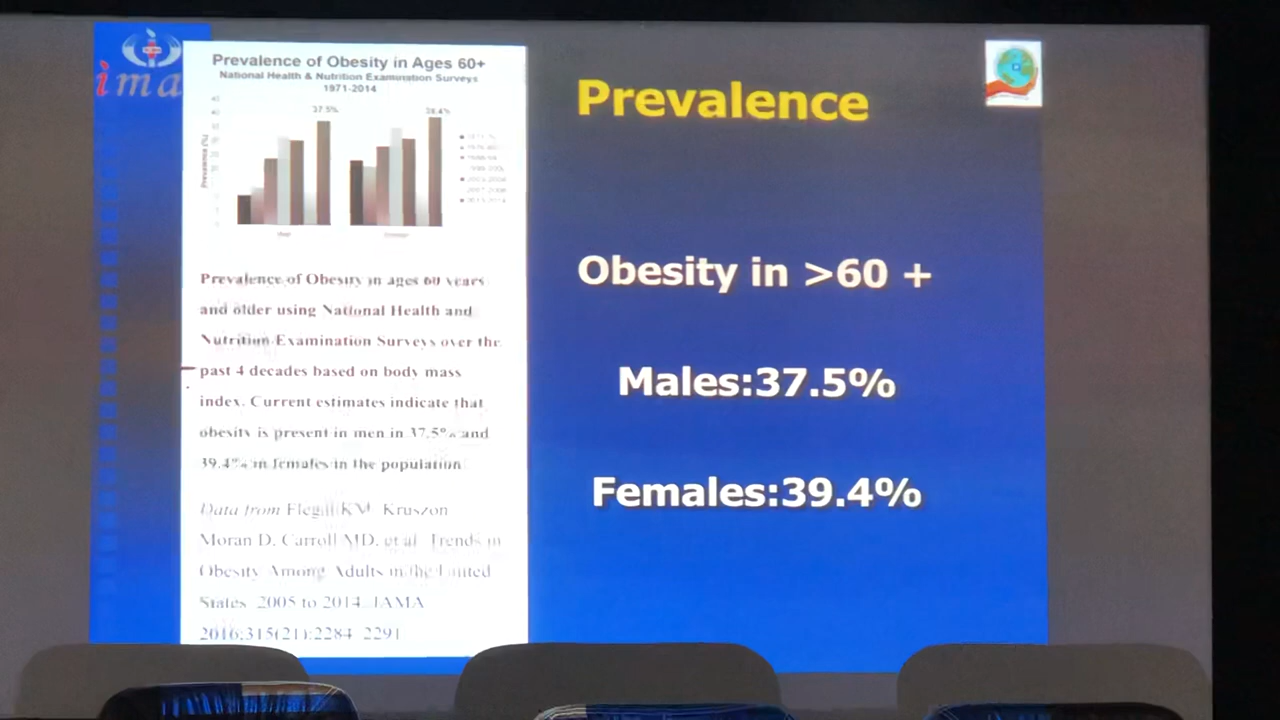 ima
Prevalence of Obesity in Ages 60+
National Health & Nutrition Examination Surveys
1971-2014
Prevalence (%)
37.5%
Prevalence of Obesity in ages 60 years
and older using National Health and
Nutrition Examination Surveys over the
past 4 decades based on body mass
index. Current estimates indicate that
obesity is present in men in 37.5% and
39.4% in females in the population
Data from Flegal KM, Kruszon
Moran D, Carroll MD, et al. Trends in
Obesity Among Adults in the United
States, 2005 to 2014. JAMA
2016;315(21):2284-2291
Prevalence
Obesity in >60 +
Males:37.5%
Females:39.4%